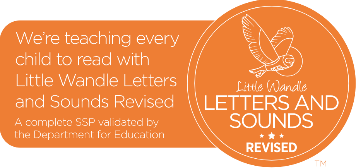 We're teaching every
child to read with
Little Wandle Letters
and Sounds Revised
A complete SSP validated by
the Department for Education
Little Wandle
LETTERS AND
SOUNDS
REVISED
TM